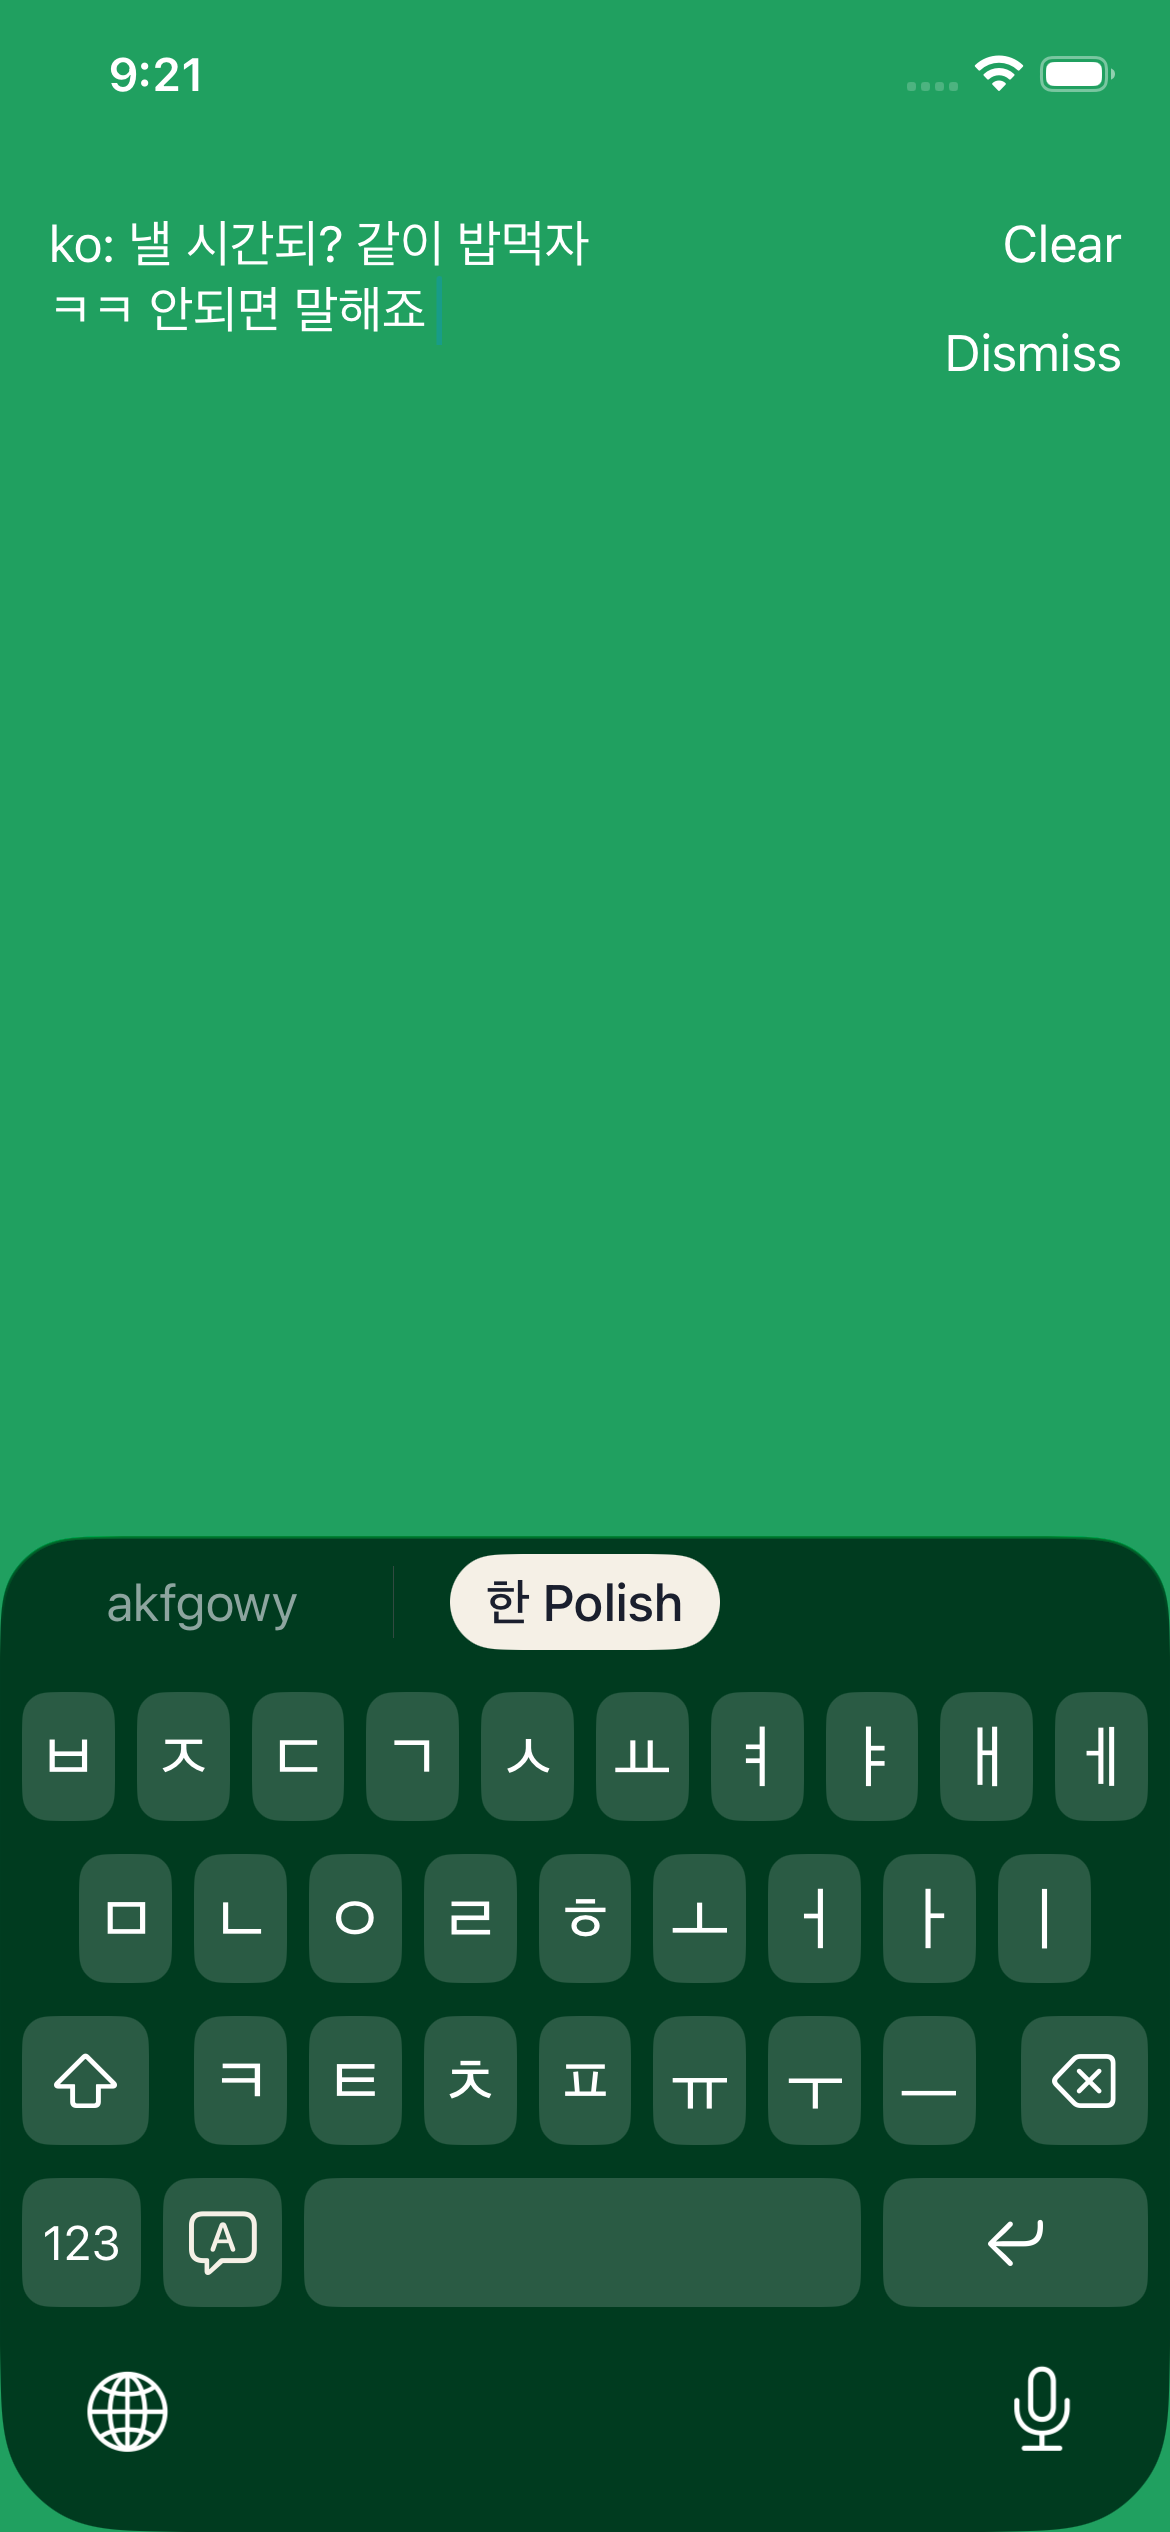 9:21
ko: 낼 시간되? 같이 밥먹자
ㅋㅋ 안되면 말해죠
Clear
Dismiss
akfgowy
한 Polish
ㅂ ㅈ ㄷ ㄱ ㅅ ㅛ ㅕ ㅑ ㅐ ㅔ
ㅁ ㄴ ㅇ ㄹ ㅎ ㅗ ㅓ ㅏ ㅣ
ㅋ ㅌ ㅊ ㅍ ㅠ ㅜ ㅡ
123 A